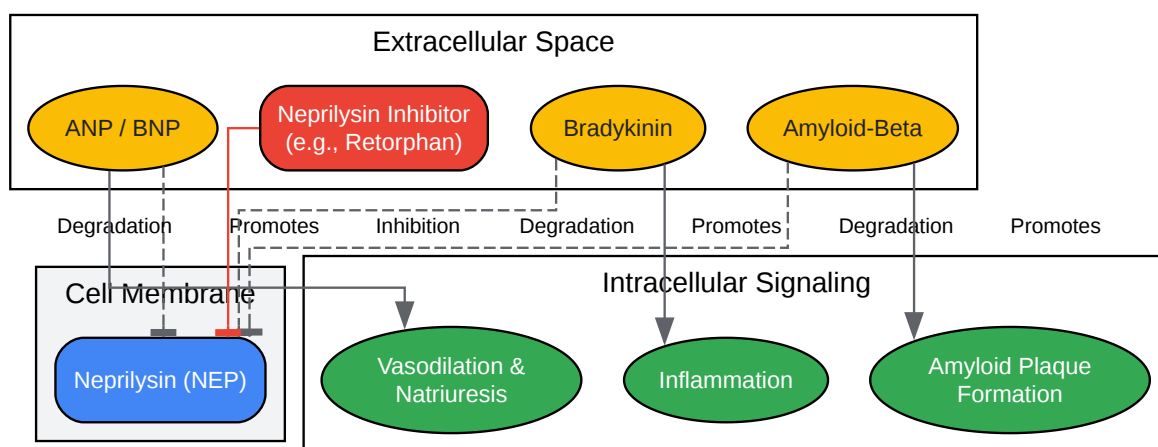 Extracellular Space
ANP / BNP
Neprilysin Inhibitor
(e.g., Retorphan)
Bradykinin
Amyloid-Beta
Degradation
Promotes
Inhibition
Degradation
Promotes
Degradation
Promotes
Cell Membrane
Intracellular Signaling
Neprilysin (NEP)
Vasodilation &
Natriuresis
Inflammation
Amyloid Plaque
Formation